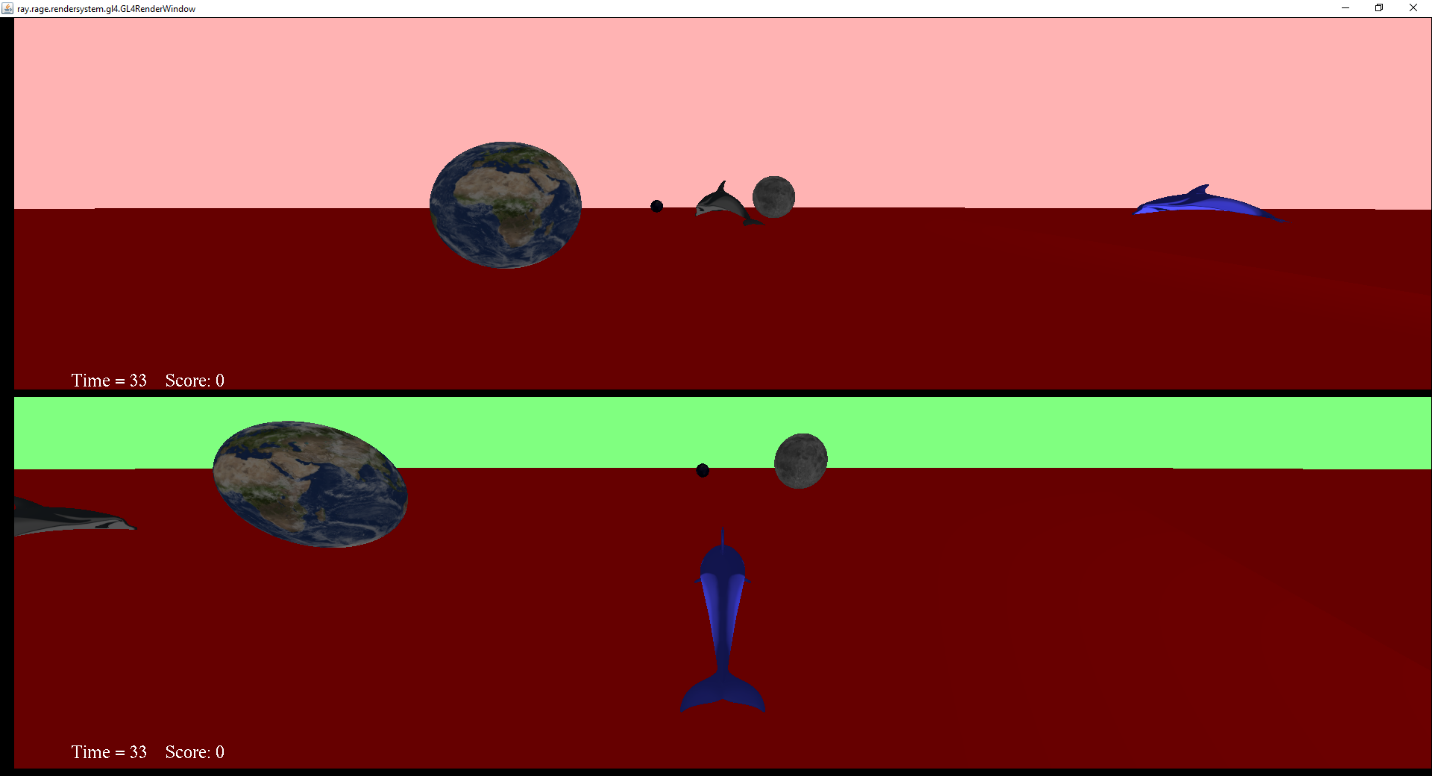 ray.rage.rendersystem.gl4.GL4RenderWindow
Time = 33 Score: 0
Time = 33 Score: 0